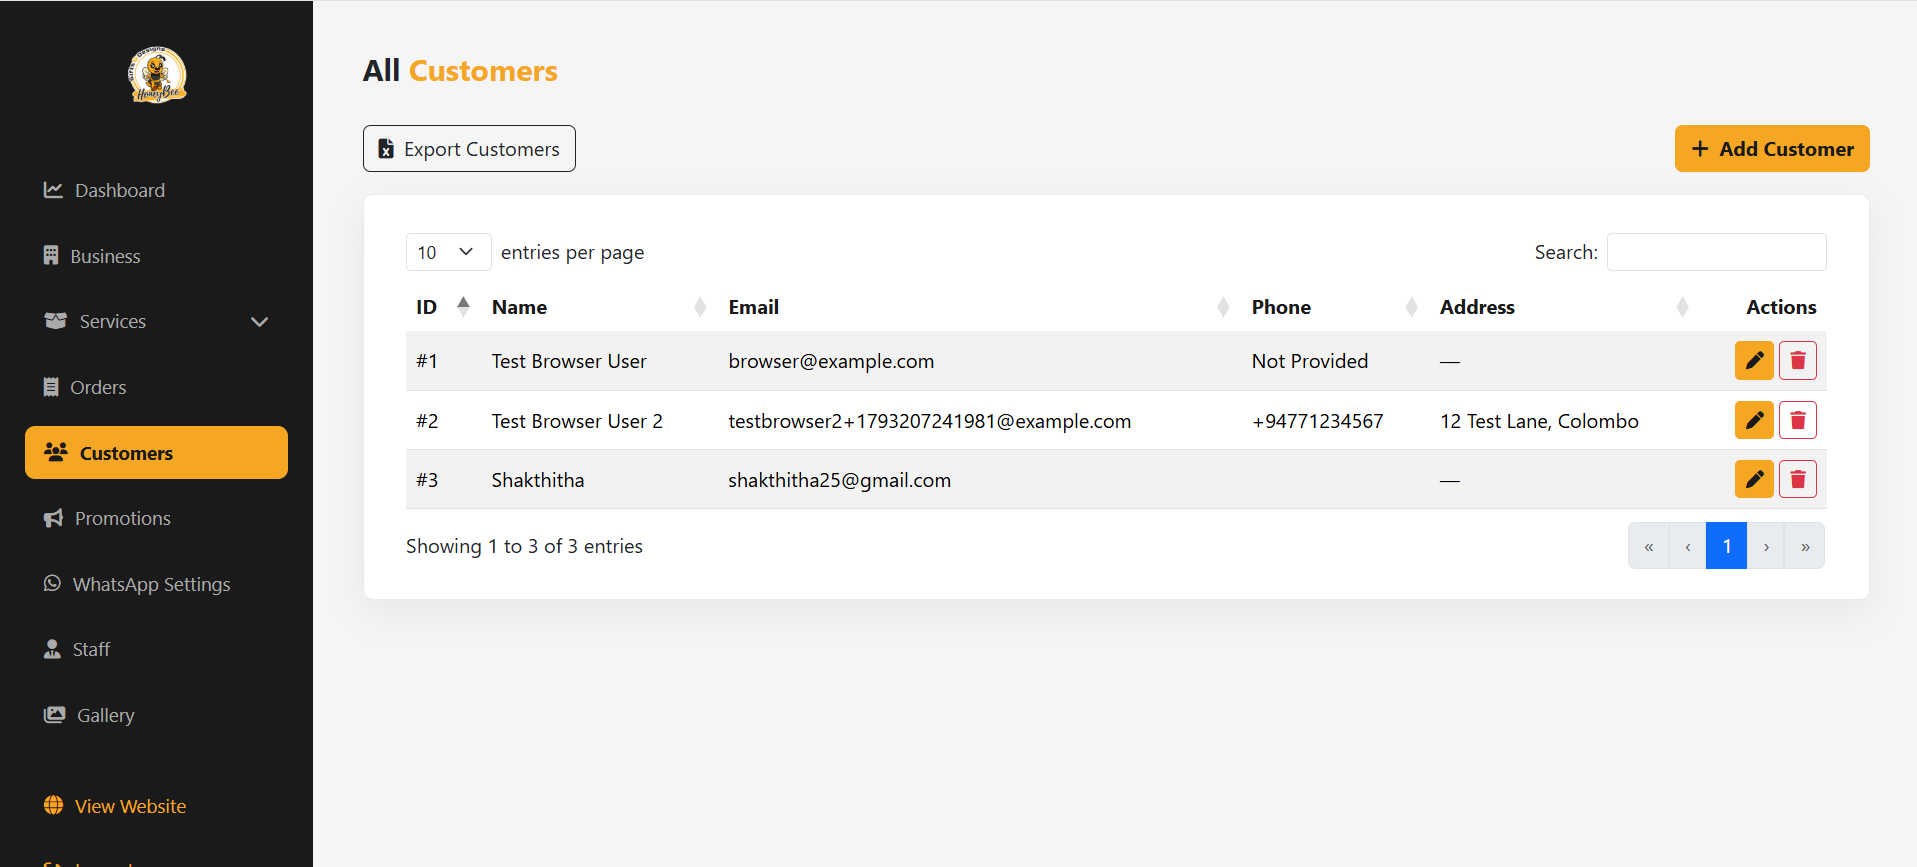 Gifts & Designs
HoneyBee
Dashboard
Business
Services
Orders
Customers
Promotions
WhatsApp Settings
Staff
Gallery
View Website
All Customers
Export Customers
+ Add Customer
10 entries per page
Search:
ID Name Email Phone Address Actions
#1 Test Browser User browser@example.com Not Provided —
#2 Test Browser User 2 testbrowser2+1793207241981@example.com +94771234567 12 Test Lane, Colombo
#3 Shakthitha shakthitha25@gmail.com —
Showing 1 to 3 of 3 entries
« ‹ 1 › »